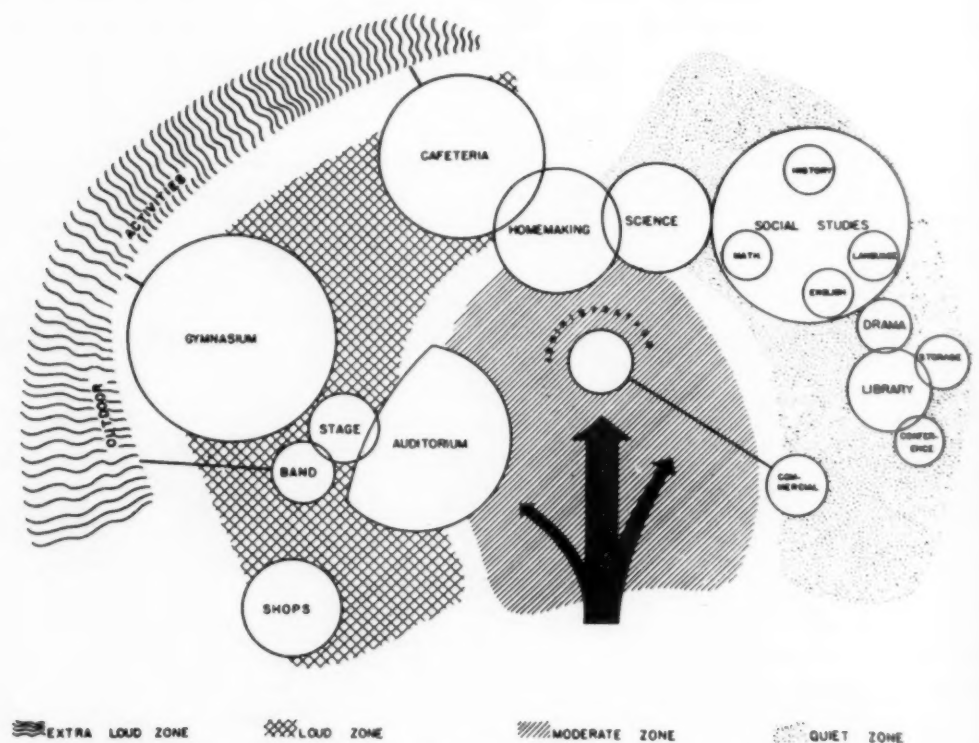 CAFETERIA
HISTORY
HOMEMAKING
SCIENCE
SOCIAL STUDIES
MATH
LANGUAGE
ENGLISH
OUTDOOR ACTIVITIES
ADMINISTRATION
GYMNASIUM
DRAMA
STORAGE
LIBRARY
STAGE
AUDITORIUM
CONFER-
ENCE
BAND
COM-
MERCIAL
SHOPS
EXTRA LOUD ZONE
LOUD ZONE
MODERATE ZONE
QUIET ZONE